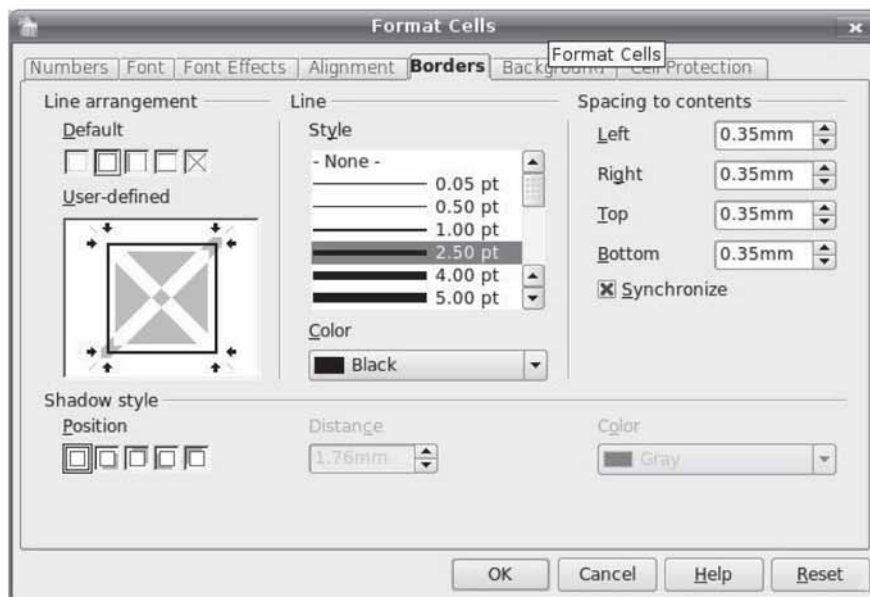 Format Cells
Format Cells
Numbers Font Font Effects Alignment Borders Background Cell Protection
Line arrangement
Default
User-defined
Line
Style
- None -
0.05 pt
0.50 pt
1.00 pt
2.50 pt
4.00 pt
5.00 pt
Color
Black
Spacing to contents
Left 0.35mm
Right 0.35mm
Top 0.35mm
Bottom 0.35mm
Synchronize
Shadow style
Position
Distance
1.76mm
Color
Gray
OK Cancel Help Reset